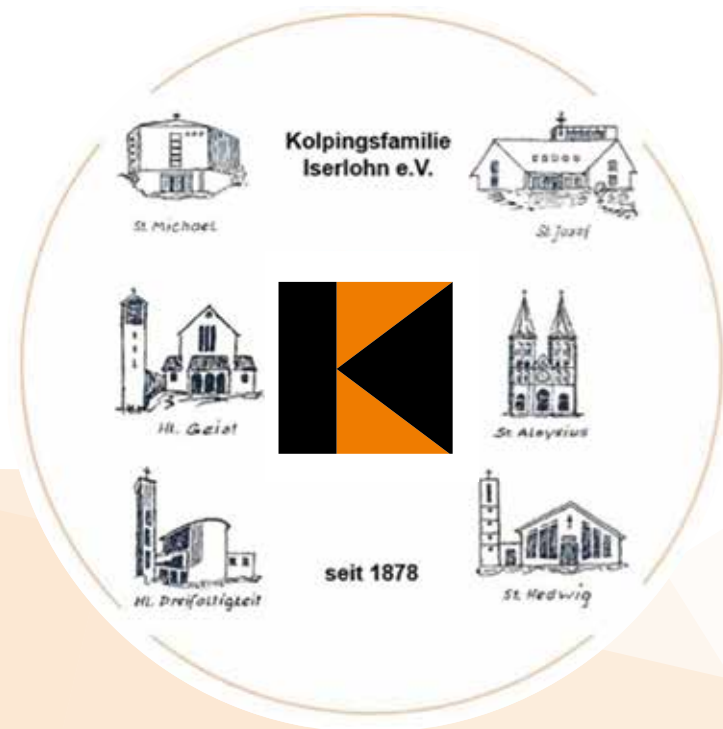 Kolpingsfamilie
Iserlohn e.V.
St. Michael
St. Josef
Hl. Geist
St. Aloysius
seit 1878
Hl. Dreifaltigkeit
St. Hedwig